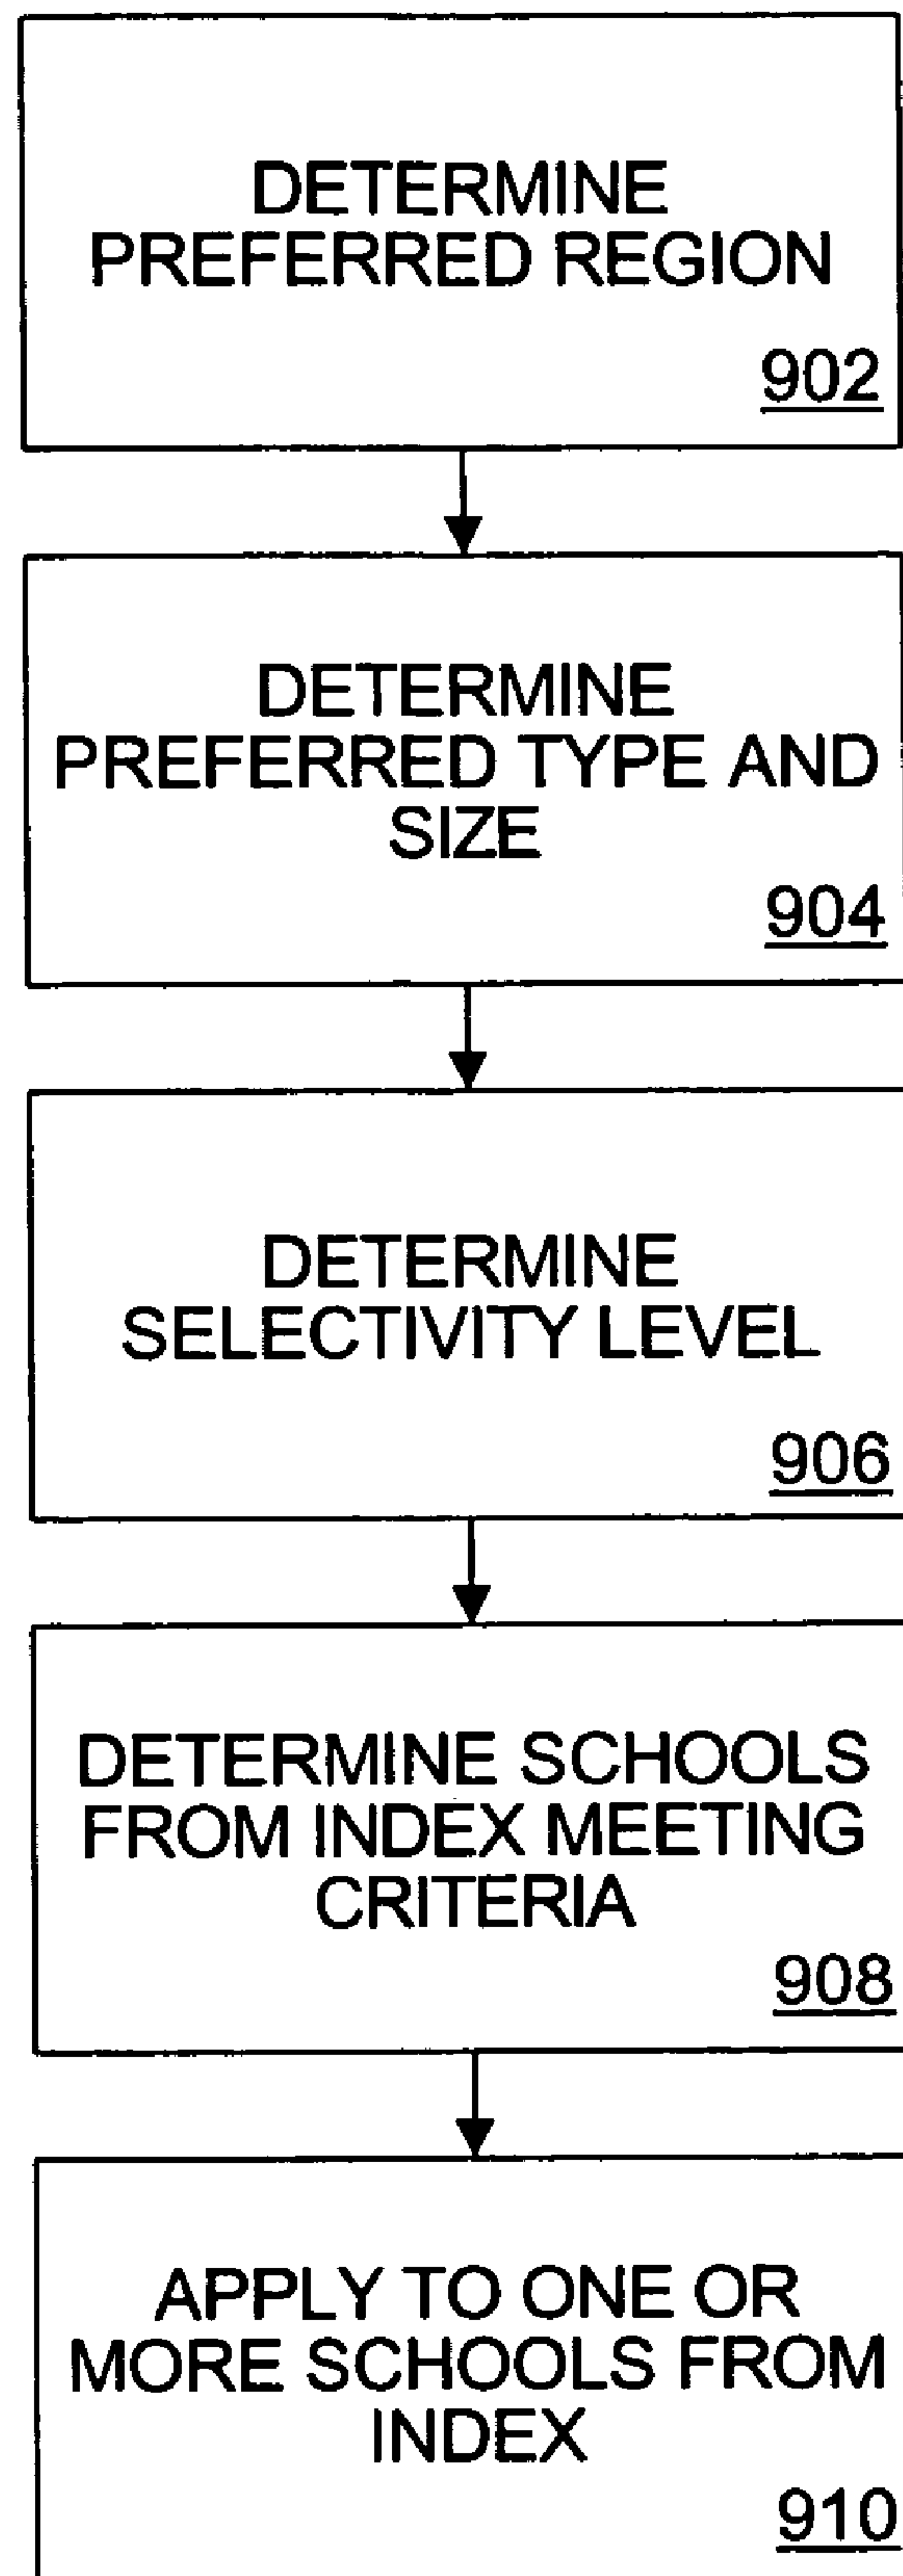 DETERMINE
PREFERRED REGION
902
DETERMINE
PREFERRED TYPE AND
SIZE
904
DETERMINE
SELECTIVITY LEVEL
906
DETERMINE SCHOOLS
FROM INDEX MEETING
CRITERIA
908
APPLY TO ONE OR
MORE SCHOOLS FROM
INDEX
910